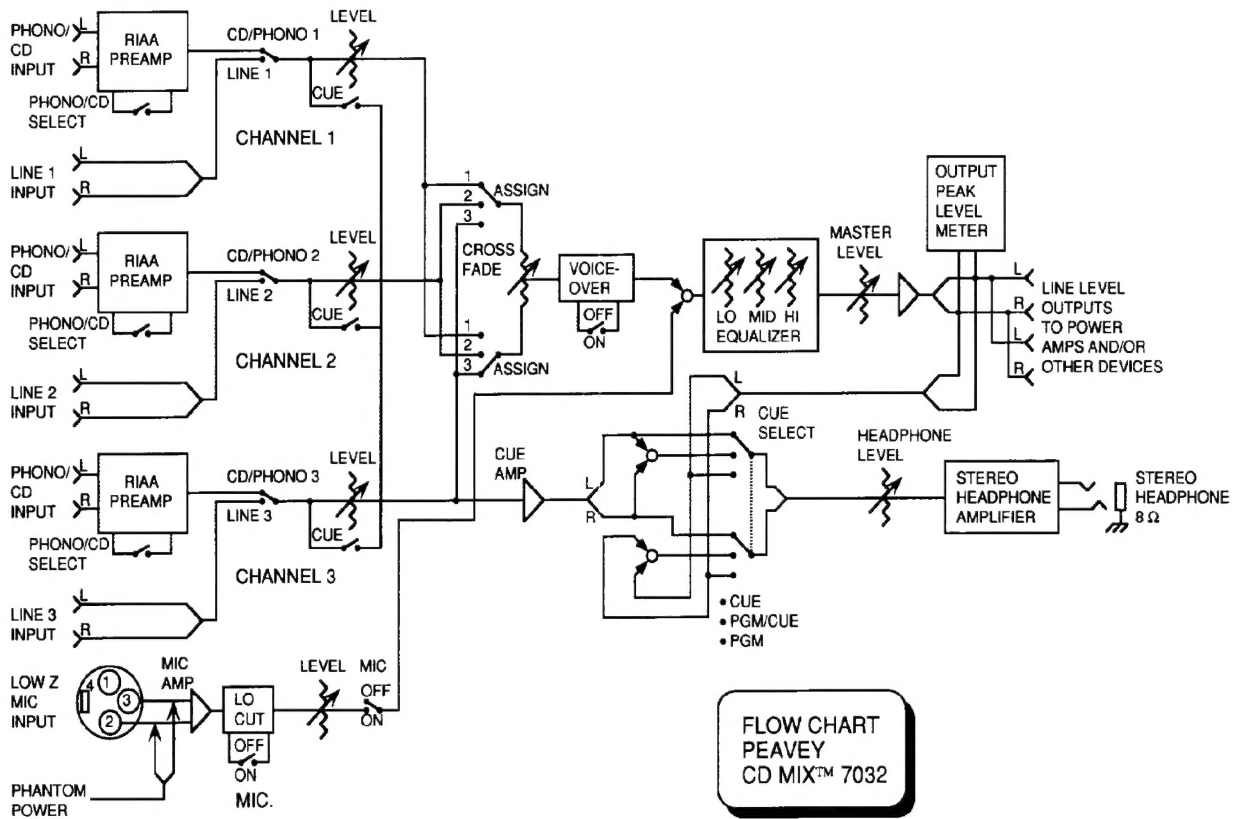 PHONO/
CD
INPUT
L
R
RIAA
PREAMP
PHONO/CD
SELECT
CD/PHONO 1
LINE 1
LEVEL
CUE
CHANNEL 1
LINE 1
INPUT
L
R
PHONO/
CD
INPUT
L
R
RIAA
PREAMP
PHONO/CD
SELECT
CD/PHONO 2
LINE 2
LEVEL
CUE
CHANNEL 2
LINE 2
INPUT
L
R
PHONO/
CD
INPUT
L
R
RIAA
PREAMP
PHONO/CD
SELECT
CD/PHONO 3
LINE 3
LEVEL
CUE
CHANNEL 3
LINE 3
INPUT
L
R
LOW Z
MIC
INPUT
1
2
3
4
MIC
AMP
LO
CUT
OFF
ON
MIC.
LEVEL
MIC
OFF
ON
PHANTOM
POWER
1
2
3
ASSIGN
CROSS
FADE
1
2
3
ASSIGN
VOICE-
OVER
OFF
ON
LO MID HI
EQUALIZER
MASTER
LEVEL
OUTPUT
PEAK
LEVEL
METER
L
R
L
R
LINE LEVEL
OUTPUTS
TO POWER
AMPS AND/OR
OTHER DEVICES
CUE
AMP
L
R
L
R
CUE
SELECT
• CUE
• PGM/CUE
• PGM
HEADPHONE
LEVEL
STEREO
HEADPHONE
AMPLIFIER
STEREO
HEADPHONE
8 Ω
FLOW CHART
PEAVEY
CD MIX™ 7032